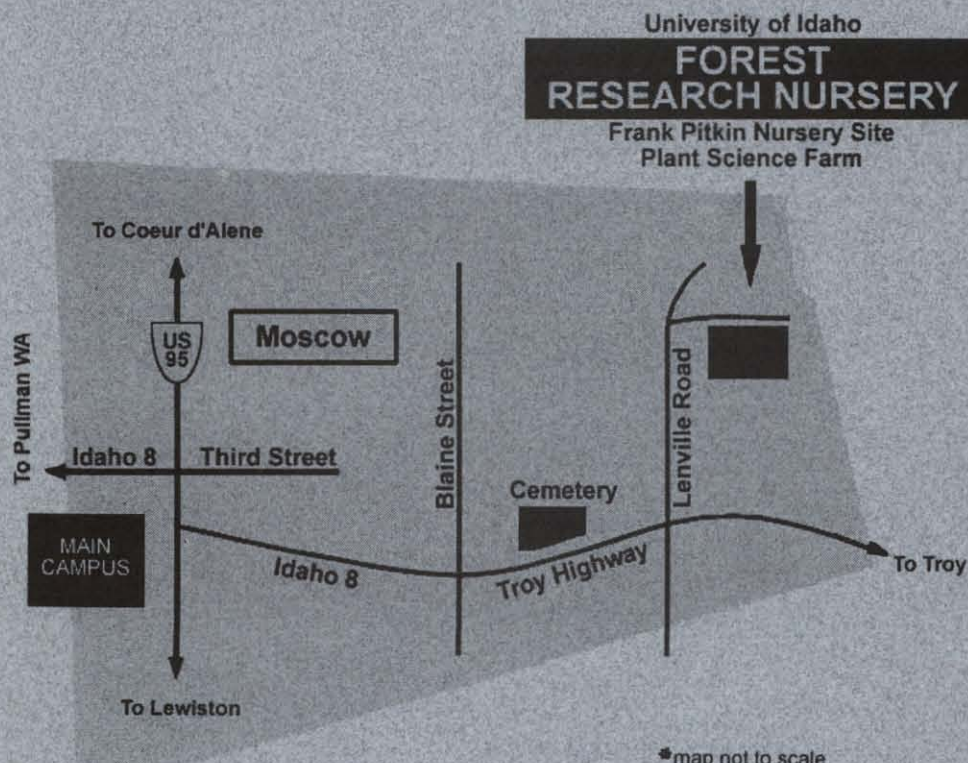 University of Idaho
FOREST
RESEARCH NURSERY
Frank Pitkin Nursery Site
Plant Science Farm
To Coeur d'Alene
US
95
Moscow
To Pullman WA
Idaho 8
Third Street
Blaine Street
Lenville Road
Cemetery
MAIN
CAMPUS
Idaho 8
Troy Highway
To Troy
To Lewiston
*map not to scale